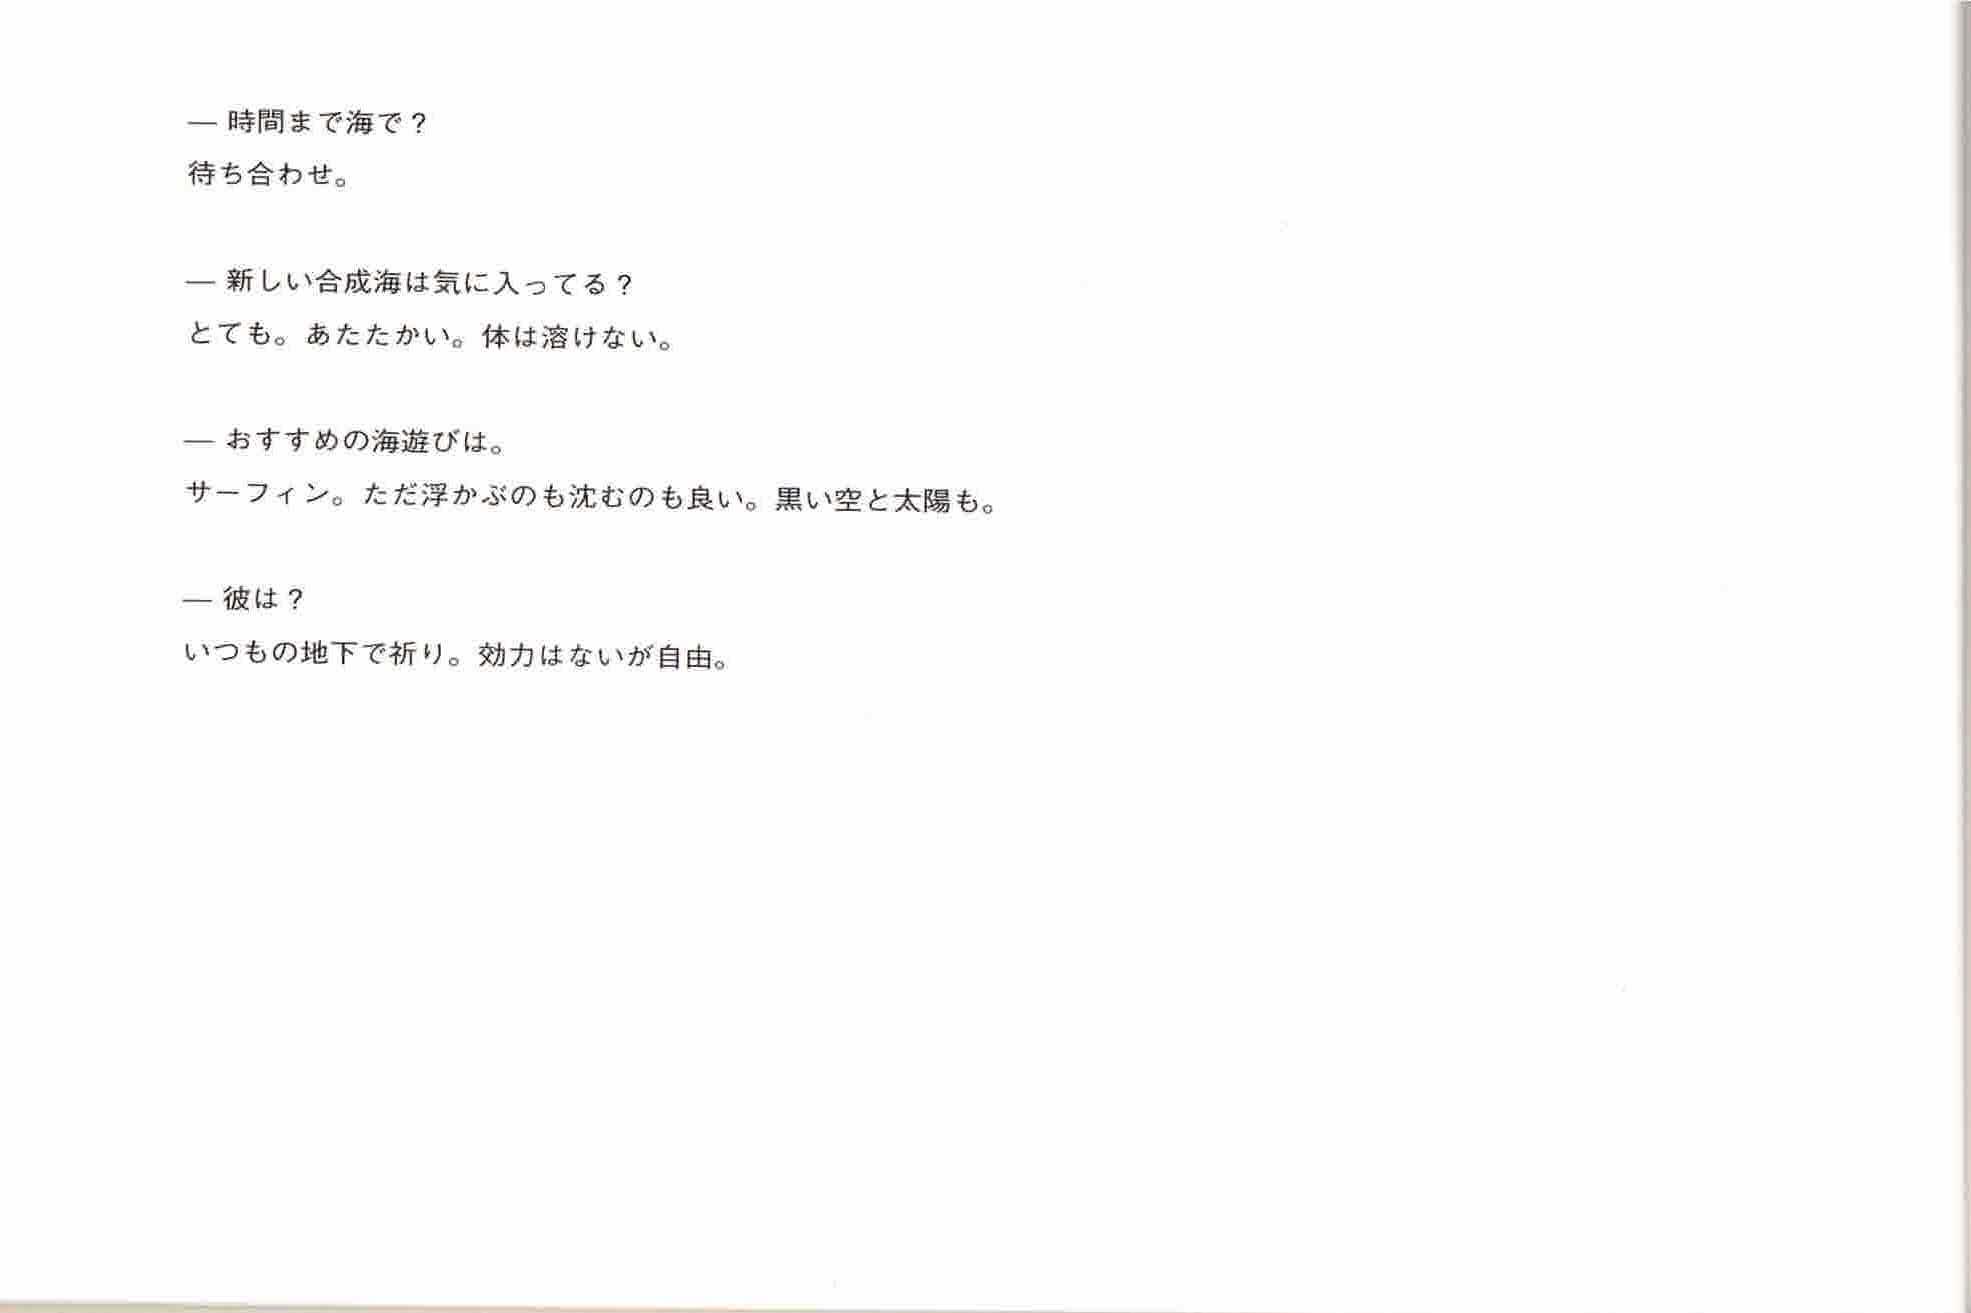 — 時間まで海で？
待ち合わせ。
— 新しい合成海は気に入ってる？
とても。あたたかい。体は溶けない。
— おすすめの海遊びは。
サーフィン。ただ浮かぶのも沈むのも良い。黒い空と太陽も。
— 彼は？
いつもの地下で祈り。効力はないが自由。